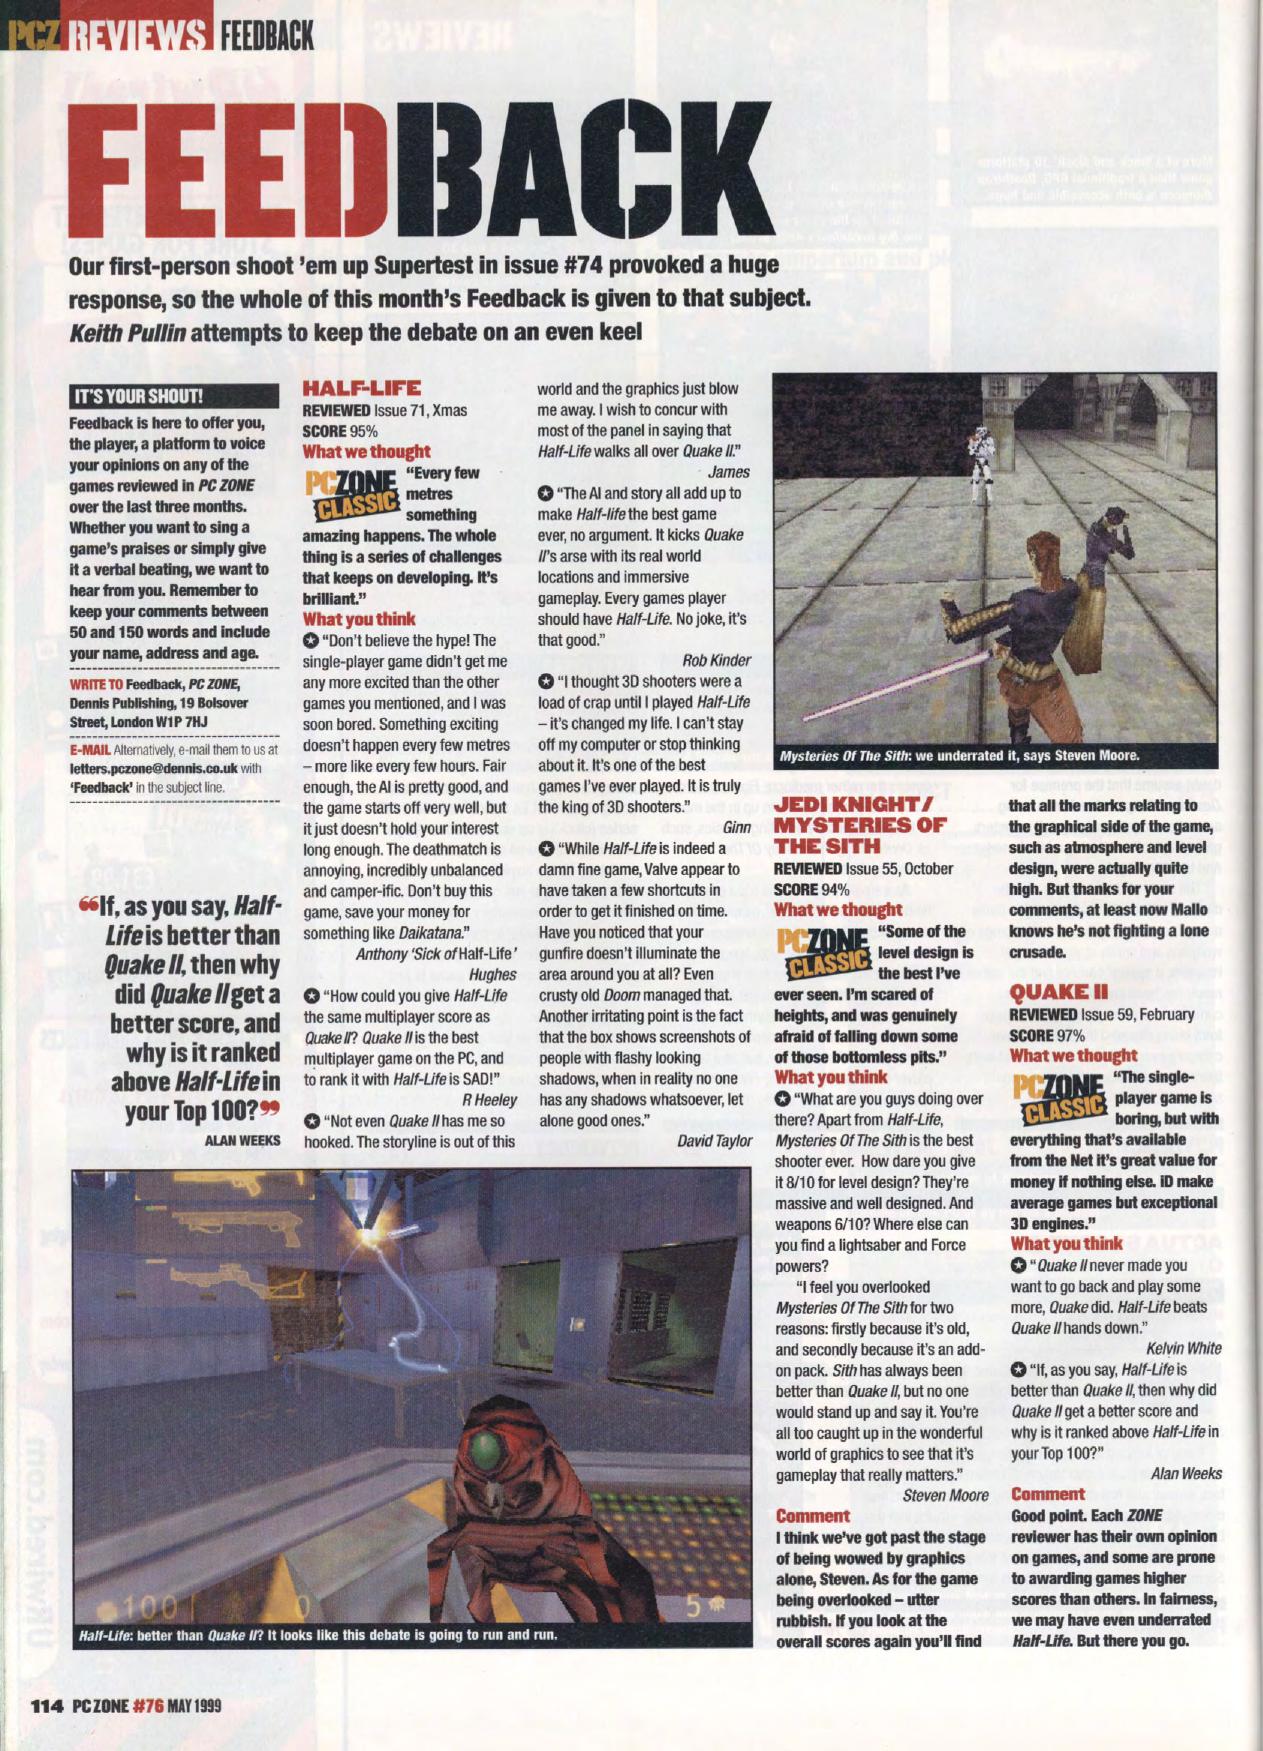 PCZ REVIEWS FEEDBACK
FEEDBACK
Our first-person shoot 'em up Supertest in issue #74 provoked a huge
response, so the whole of this month's Feedback is given to that subject.
Keith Pullin attempts to keep the debate on an even keel
IT'S YOUR SHOUT!
Feedback is here to offer you,
the player, a platform to voice
your opinions on any of the
games reviewed in PC ZONE
over the last three months.
Whether you want to sing a
game's praises or simply give
it a verbal beating, we want to
hear from you. Remember to
keep your comments between
50 and 150 words and include
your name, address and age.
WRITE TO Feedback, PC ZONE,
Dennis Publishing, 19 Bolsover
Street, London W1P 7HJ
E-MAIL Alternatively, e-mail them to us at
letters.pczone@dennis.co.uk with
'Feedback' in the subject line.
“If, as you say, Half-
Life is better than
Quake II, then why
did Quake II get a
better score, and
why is it ranked
above Half-Life in
your Top 100?”
ALAN WEEKS
HALF-LIFE
REVIEWED Issue 71, Xmas
SCORE 95%
What we thought
PC ZONE CLASSIC
“Every few
metres
something
amazing happens. The whole
thing is a series of challenges
that keeps on developing. It's
brilliant.”
What you think
“Don't believe the hype! The
single-player game didn't get me
any more excited than the other
games you mentioned, and I was
soon bored. Something exciting
doesn't happen every few metres
– more like every few hours. Fair
enough, the AI is pretty good, and
the game starts off very well, but
it just doesn't hold your interest
long enough. The deathmatch is
annoying, incredibly unbalanced
and camper-ific. Don't buy this
game, save your money for
something like Daikatana.”
Anthony 'Sick of Half-Life'
Hughes
“How could you give Half-Life
the same multiplayer score as
Quake II? Quake II is the best
multiplayer game on the PC, and
to rank it with Half-Life is SAD!”
R Heeley
“Not even Quake II has me so
hooked. The storyline is out of this
world and the graphics just blow
me away. I wish to concur with
most of the panel in saying that
Half-Life walks all over Quake II.”
James
“The AI and story all add up to
make Half-life the best game
ever, no argument. It kicks Quake
II's arse with its real world
locations and immersive
gameplay. Every games player
should have Half-Life. No joke, it's
that good.”
Rob Kinder
“I thought 3D shooters were a
load of crap until I played Half-Life
– it's changed my life. I can't stay
off my computer or stop thinking
about it. It's one of the best
games I've ever played. It is truly
the king of 3D shooters.”
Ginn
“While Half-Life is indeed a
damn fine game, Valve appear to
have taken a few shortcuts in
order to get it finished on time.
Have you noticed that your
gunfire doesn't illuminate the
area around you at all? Even
crusty old Doom managed that.
Another irritating point is the fact
that the box shows screenshots of
people with flashy looking
shadows, when in reality no one
has any shadows whatsoever, let
alone good ones.”
David Taylor
100 0 5
Half-Life: better than Quake II? It looks like this debate is going to run and run.
Mysteries Of The Sith: we underrated it, says Steven Moore.
JEDI KNIGHT/
MYSTERIES OF
THE SITH
REVIEWED Issue 55, October
SCORE 94%
What we thought
PC ZONE CLASSIC
“Some of the
level design is
the best I've
ever seen. I'm scared of
heights, and was genuinely
afraid of falling down some
of those bottomless pits.”
What you think
“What are you guys doing over
there? Apart from Half-Life,
Mysteries Of The Sith is the best
shooter ever. How dare you give
it 8/10 for level design? They're
massive and well designed. And
weapons 6/10? Where else can
you find a lightsaber and Force
powers?
“I feel you overlooked
Mysteries Of The Sith for two
reasons: firstly because it's old,
and secondly because it's an add-
on pack. Sith has always been
better than Quake II, but no one
would stand up and say it. You're
all too caught up in the wonderful
world of graphics to see that it's
gameplay that really matters.”
Steven Moore
Comment
I think we've got past the stage
of being wowed by graphics
alone, Steven. As for the game
being overlooked – utter
rubbish. If you look at the
overall scores again you'll find
that all the marks relating to
the graphical side of the game,
such as atmosphere and level
design, were actually quite
high. But thanks for your
comments, at least now Mallo
knows he's not fighting a lone
crusade.
QUAKE II
REVIEWED Issue 59, February
SCORE 97%
What we thought
PC ZONE CLASSIC
“The single-
player game is
boring, but with
everything that's available
from the Net it's great value for
money if nothing else. iD make
average games but exceptional
3D engines.”
What you think
“Quake II never made you
want to go back and play some
more, Quake did. Half-Life beats
Quake II hands down.”
Kelvin White
“If, as you say, Half-Life is
better than Quake II, then why did
Quake II get a better score and
why is it ranked above Half-Life in
your Top 100?”
Alan Weeks
Comment
Good point. Each ZONE
reviewer has their own opinion
on games, and some are prone
to awarding games higher
scores than others. In fairness,
we may have even underrated
Half-Life. But there you go.
114 PC ZONE #76 MAY 1999